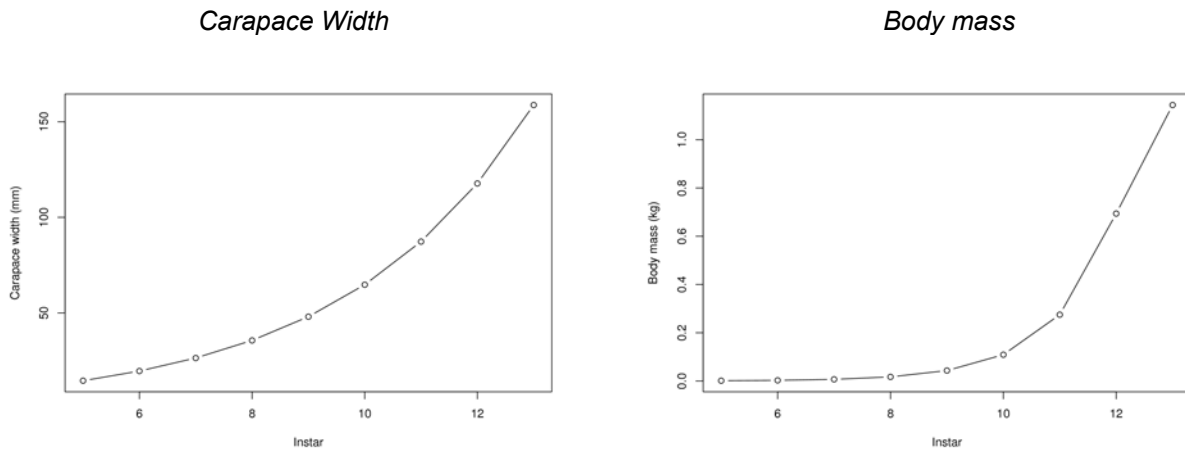 Carapace Width
Body mass
Carapace width (mm)
150
100
50
6 8 10 12
Instar
Body mass (kg)
1.0
0.8
0.6
0.4
0.2
0.0
6 8 10 12
Instar